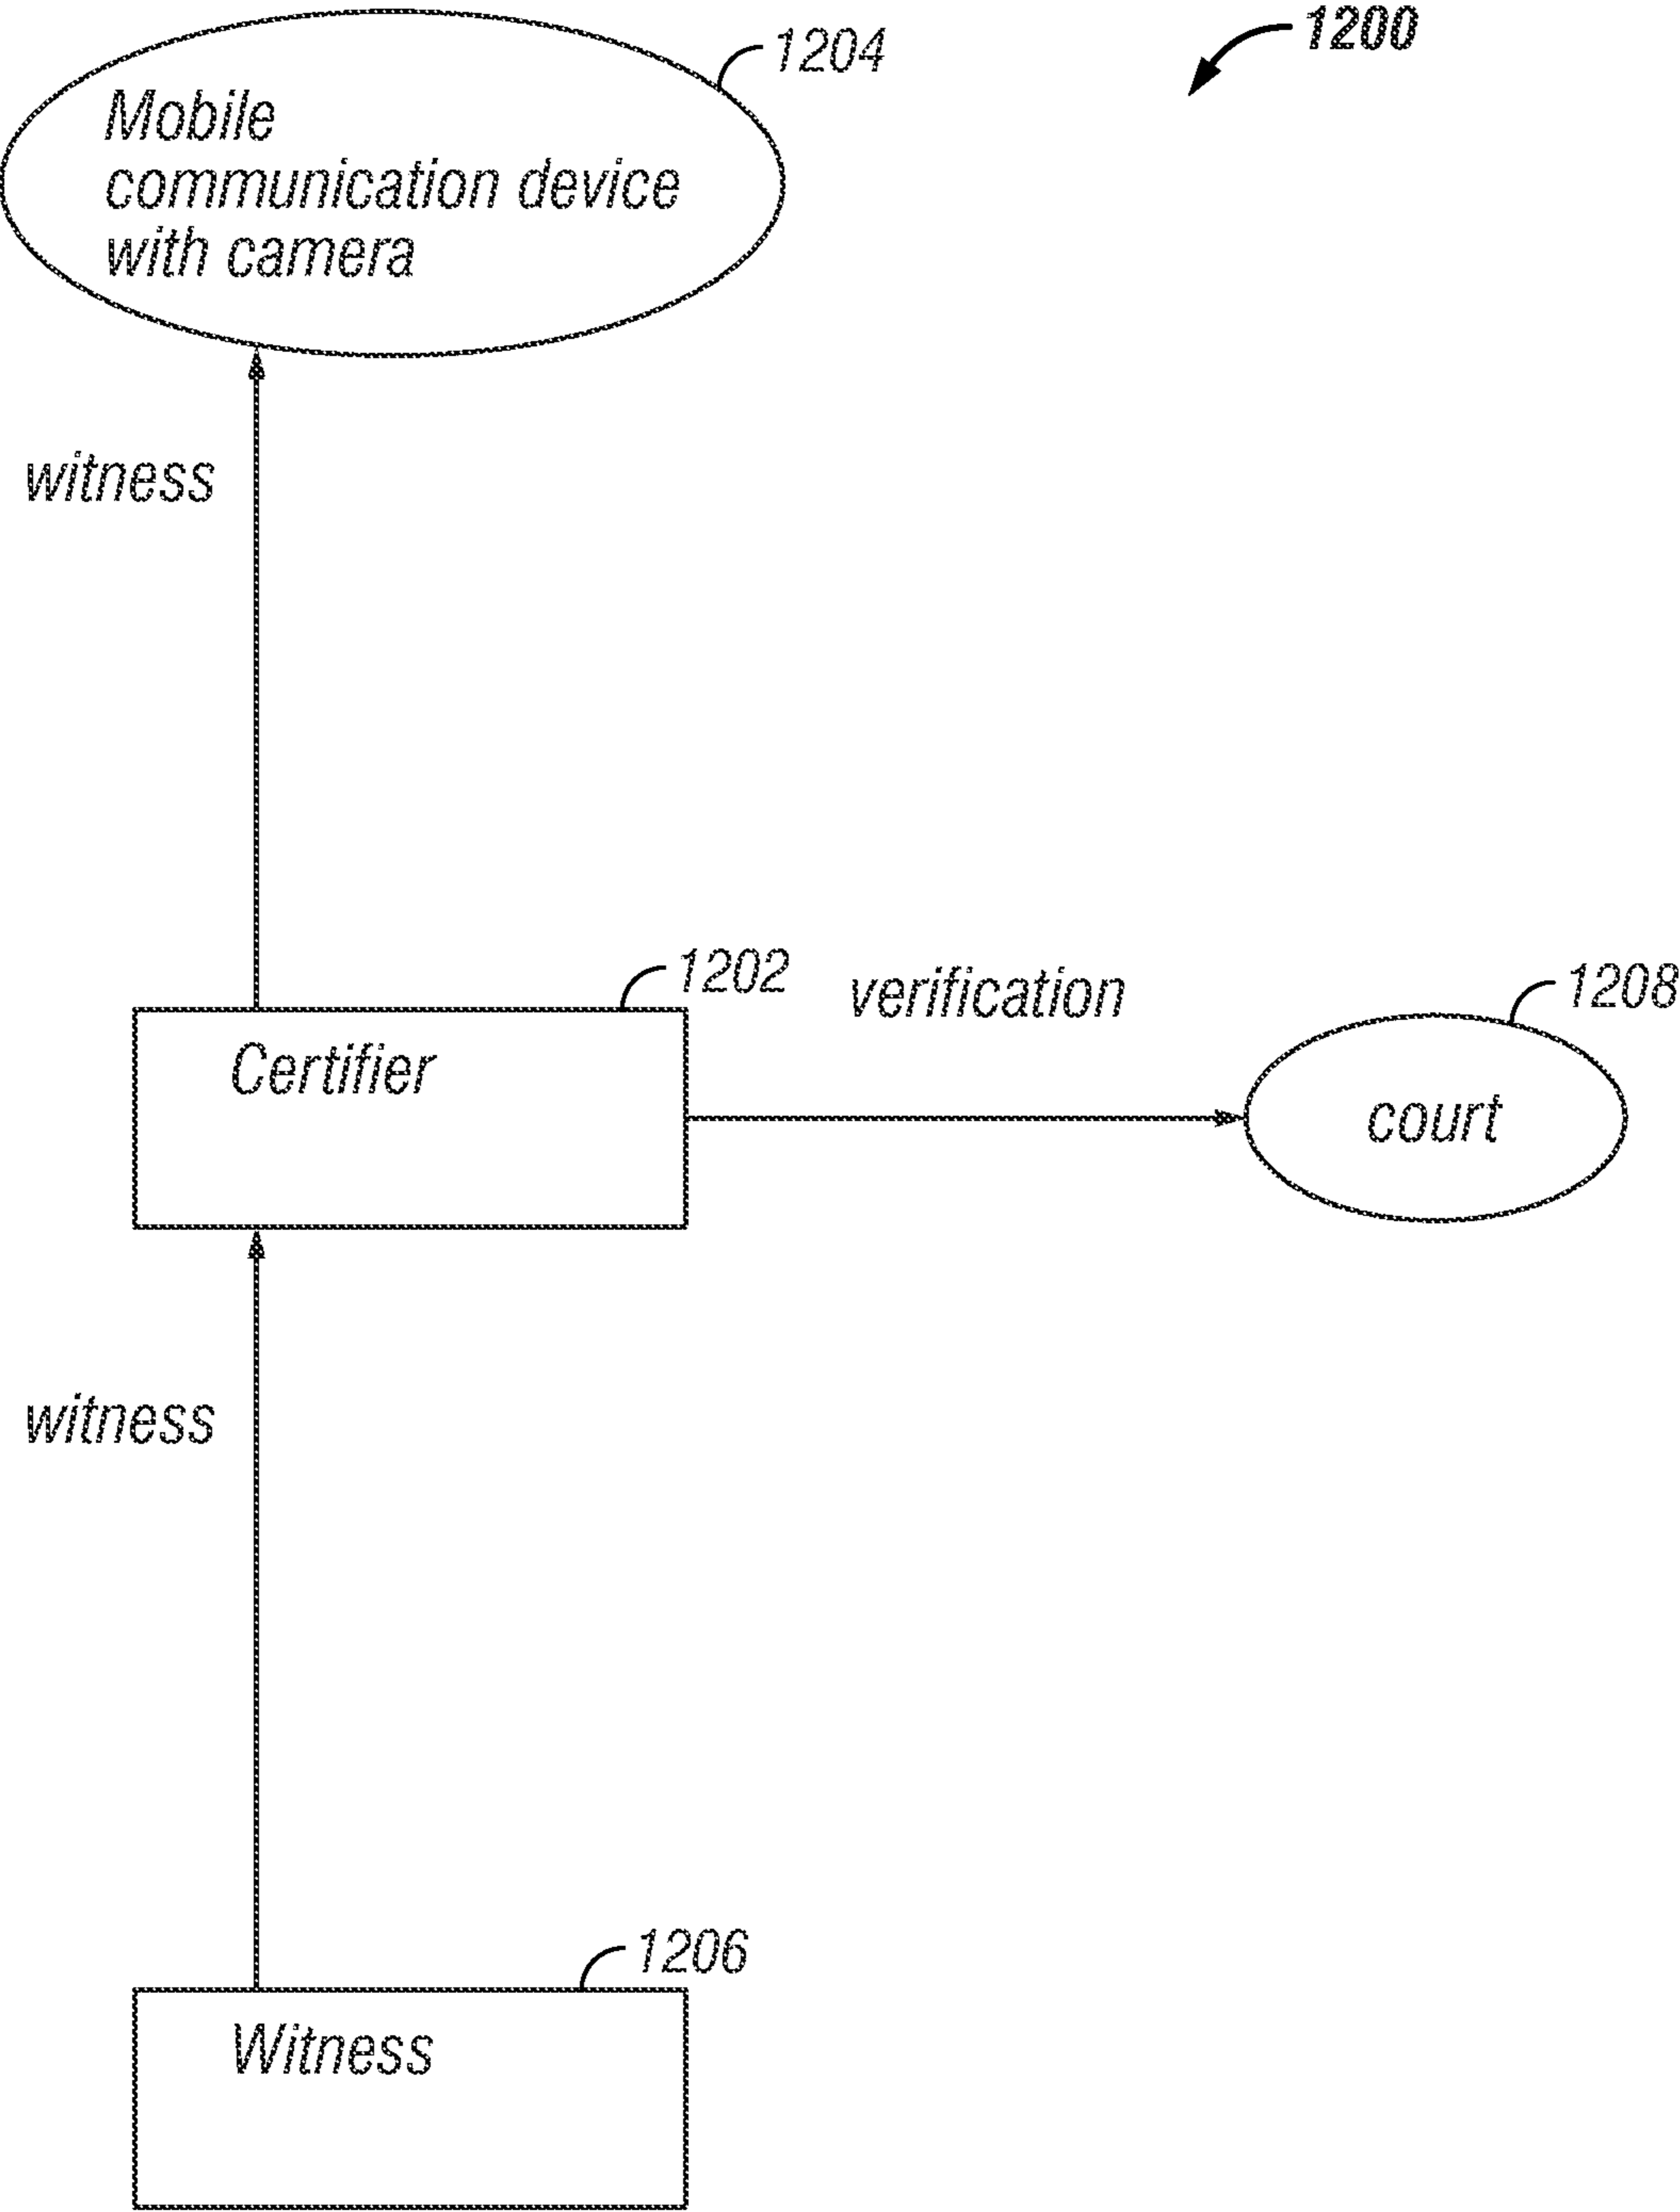 1200
1204
Mobile
communication device
with camera
witness
1202
verification
1208
Certifier
court
witness
1206
Witness